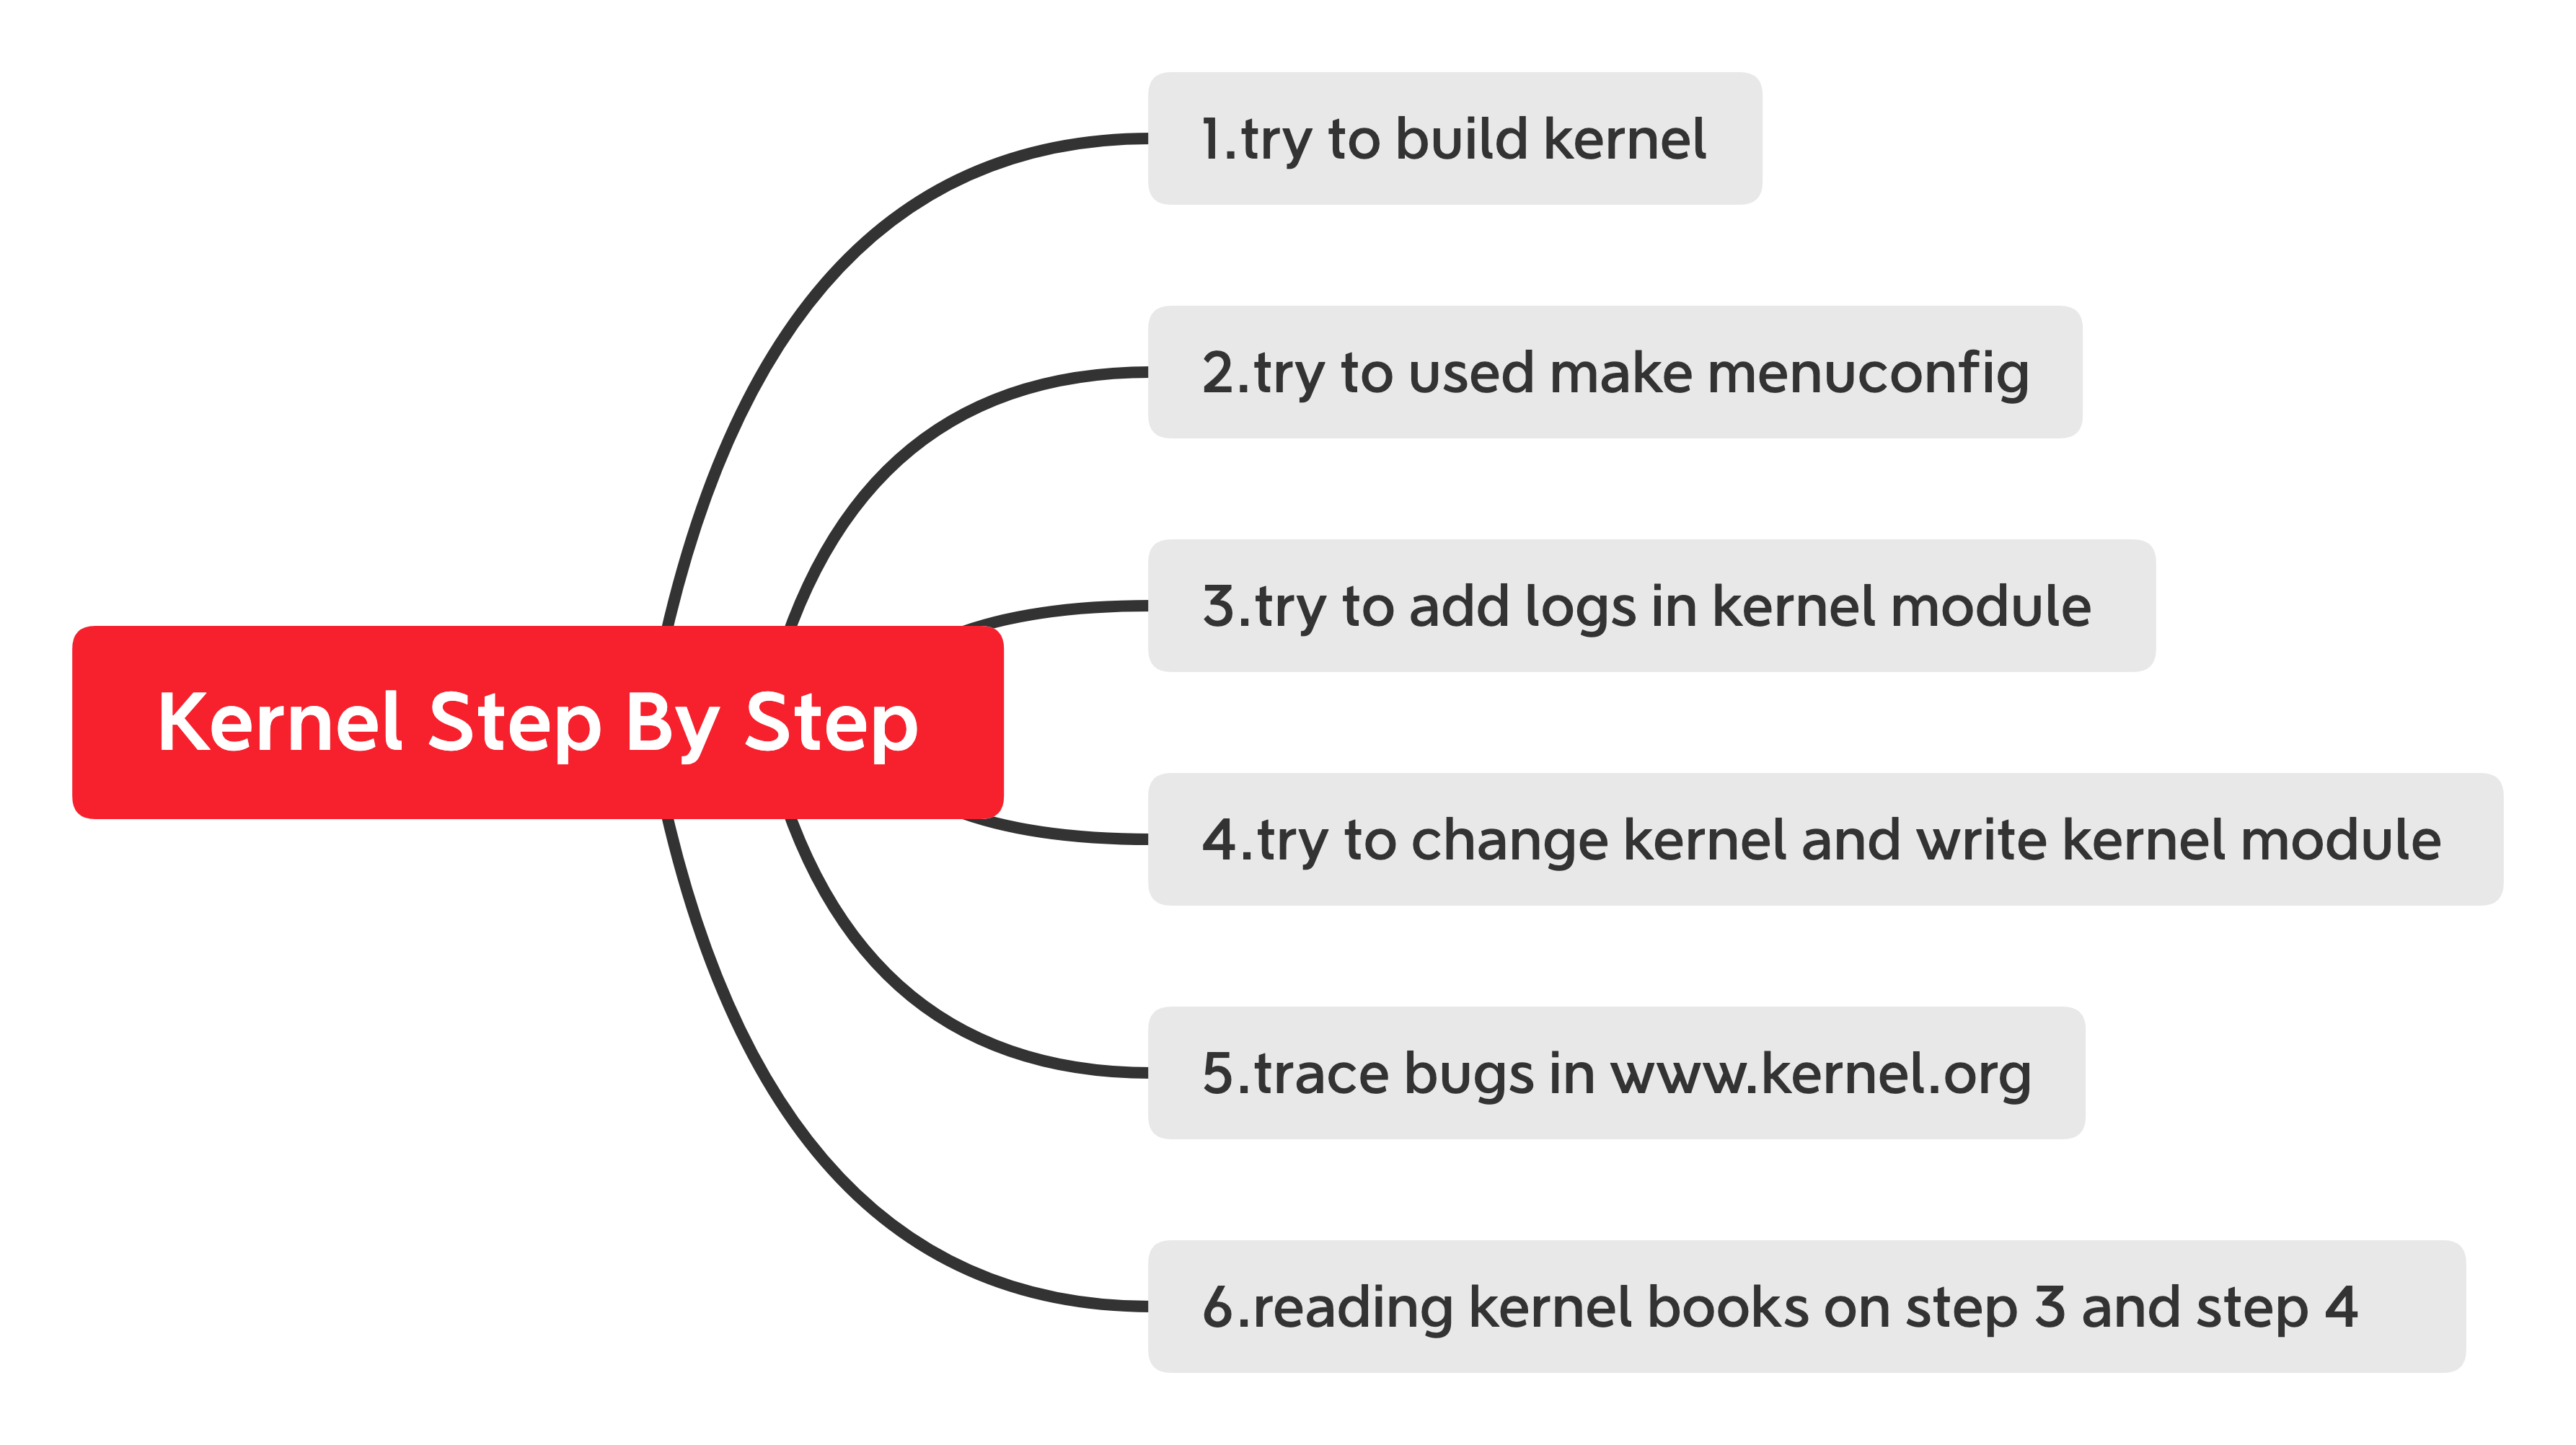 1.try to build kernel
2.try to used make menuconfig
3.try to add logs in kernel module
Kernel Step By Step
4.try to change kernel and write kernel module
5.trace bugs in www.kernel.org
6.reading kernel books on step 3 and step 4